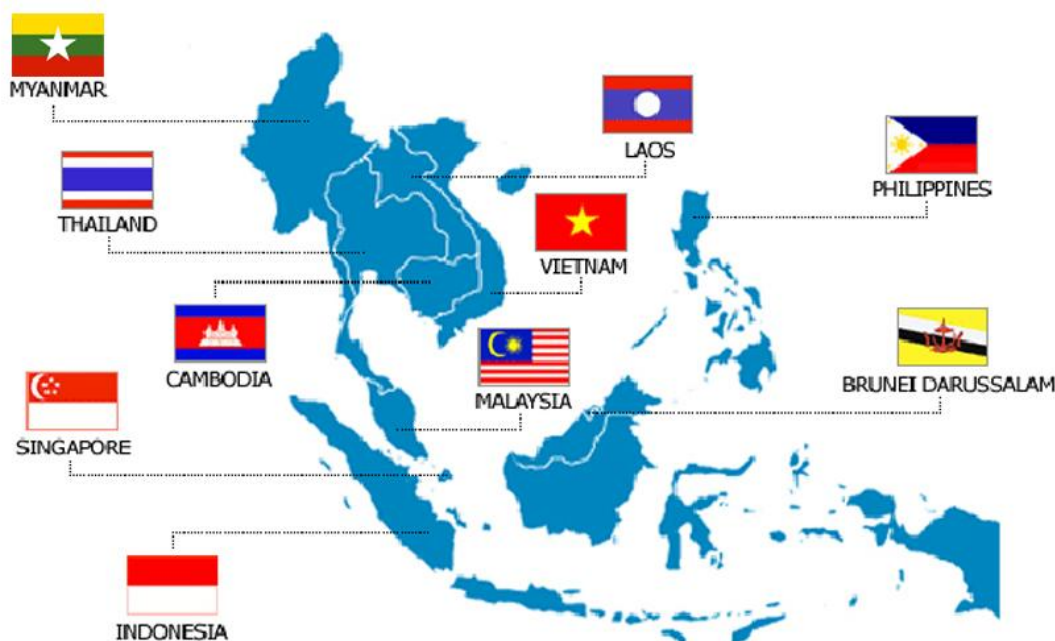 MYANMAR
LAOS
PHILIPPINES
THAILAND
VIETNAM
CAMBODIA
MALAYSIA
BRUNEI DARUSSALAM
SINGAPORE
INDONESIA